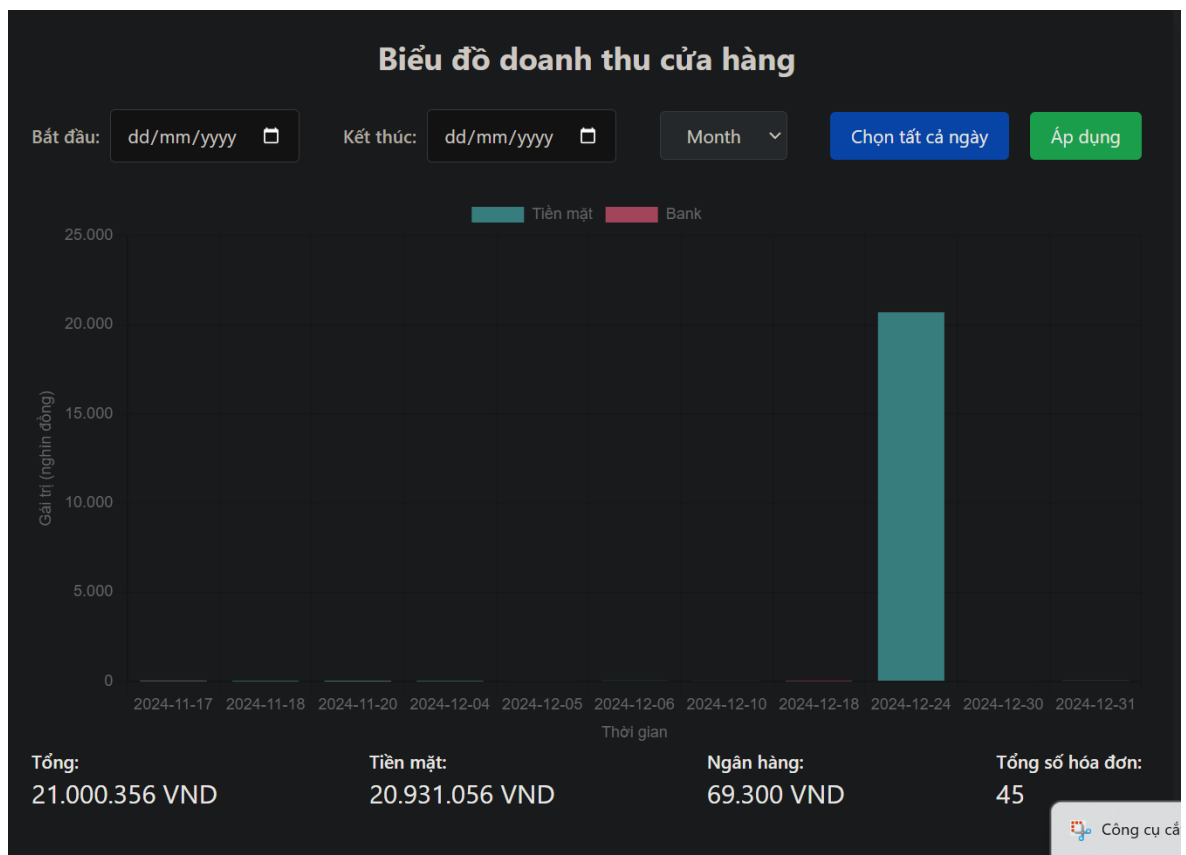 Biểu đồ doanh thu cửa hàng
Bắt đầu: dd/mm/yyyy Kết thúc: dd/mm/yyyy Month Chọn tất cả ngày Áp dụng
Tiền mặt Bank
25.000
20.000
15.000
10.000
5.000
0
Gái trị (nghìn đồng)
2024-11-17 2024-11-18 2024-11-20 2024-12-04 2024-12-05 2024-12-06 2024-12-10 2024-12-18 2024-12-24 2024-12-30 2024-12-31
Thời gian
Tổng: Tiền mặt: Ngân hàng: Tổng số hóa đơn:
21.000.356 VND 20.931.056 VND 69.300 VND 45
Công cụ cắ